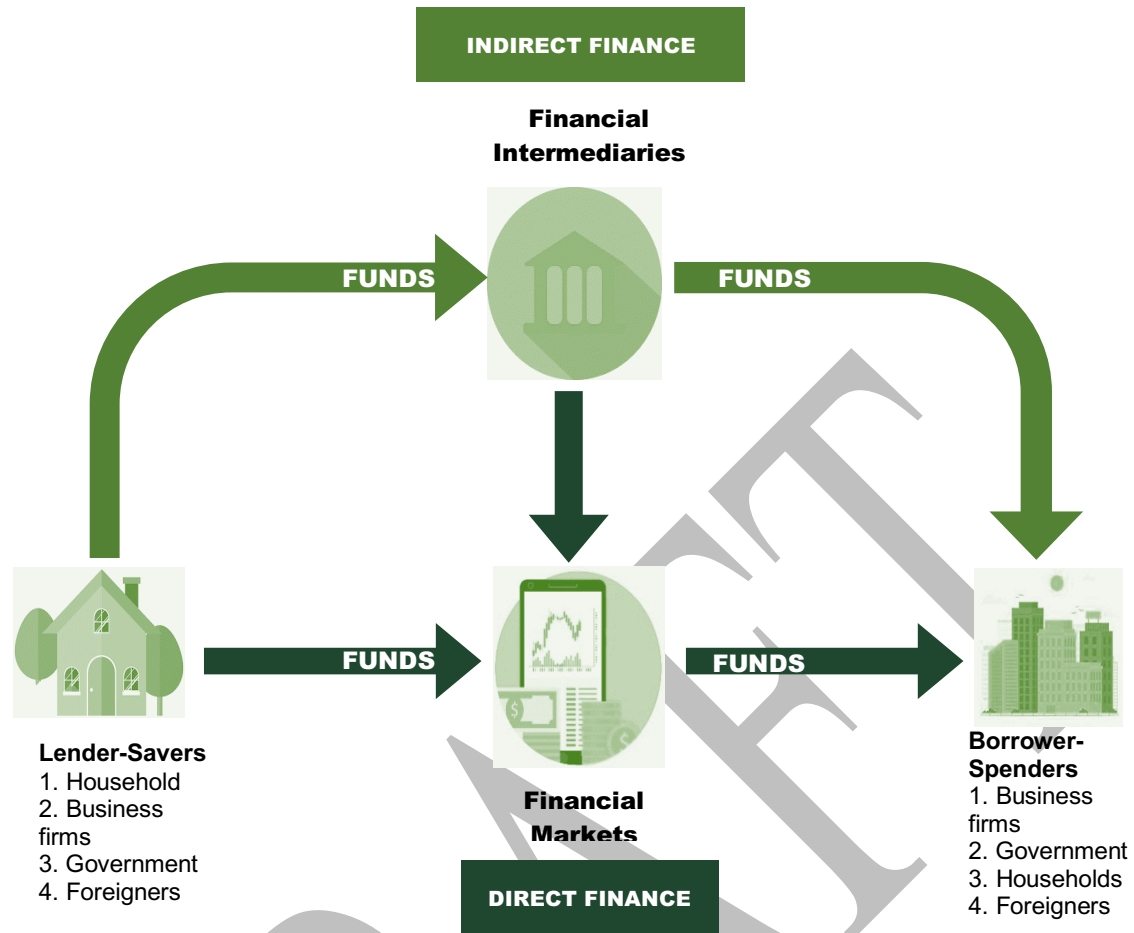 INDIRECT FINANCE
Financial
Intermediaries
FUNDS
FUNDS
FUNDS
FUNDS
Lender-Savers
1. Household
2. Business
firms
3. Government
4. Foreigners
Financial
Markets
Borrower-
Spenders
1. Business
firms
2. Government
3. Households
4. Foreigners
DIRECT FINANCE